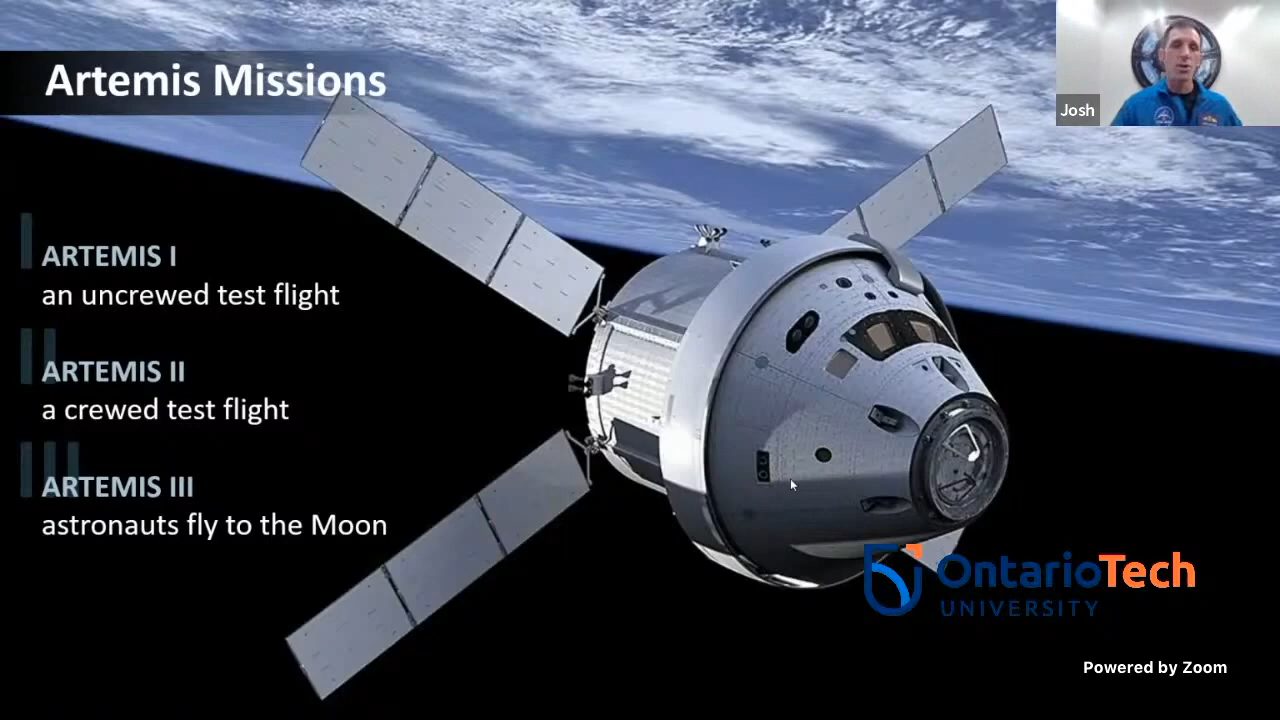 Artemis Missions
Josh
ARTEMIS I
an uncrewed test flight
ARTEMIS II
a crewed test flight
ARTEMIS III
astronauts fly to the Moon
OntarioTech
UNIVERSITY
Powered by Zoom